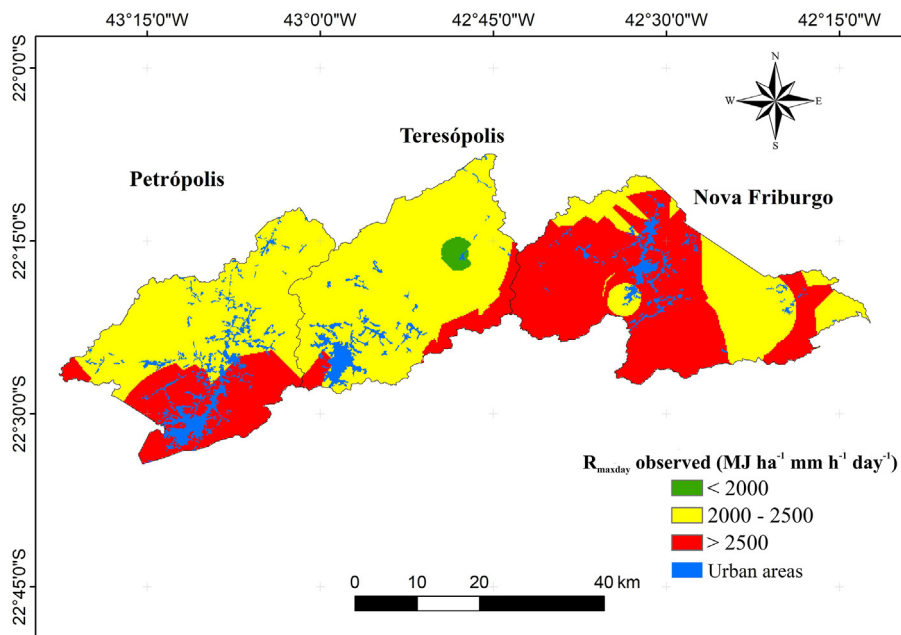 43°15'0"W 43°0'0"W 42°45'0"W 42°30'0"W 42°15'0"W
22°0'0"S
22°15'0"S
22°30'0"S
22°45'0"S
N
W E
S
Teresópolis
Petrópolis
Nova Friburgo
R_maxday observed (MJ ha⁻¹ mm h⁻¹ day⁻¹)
< 2000
2000 - 2500
> 2500
Urban areas
0 10 20 40 km